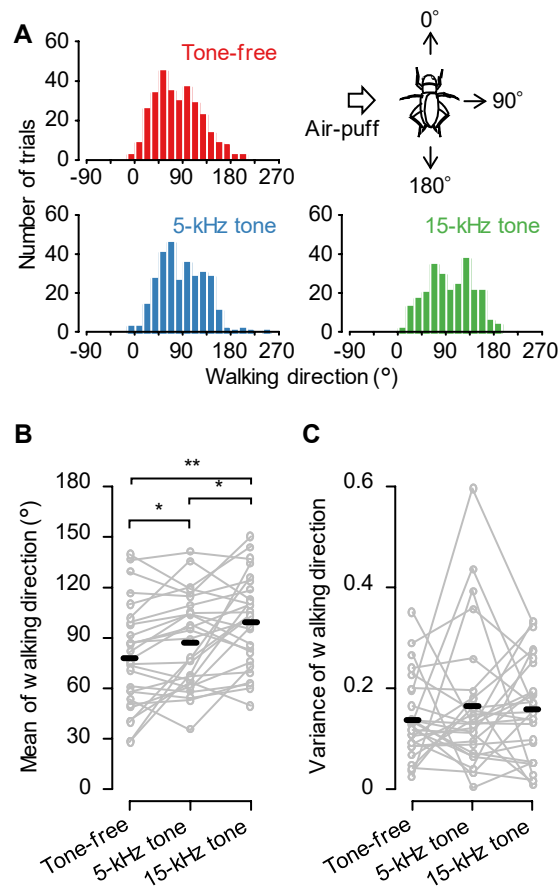 A
Tone-free
0°
90°
180°
Air-puff
60
40
20
0
-90 0 90 180 270
Number of trials
5-kHz tone
60
40
20
0
-90 0 90 180 270
15-kHz tone
60
40
20
0
-90 0 90 180 270
Walking direction (°)
B
Mean of walking direction (°)
180
150
120
90
60
30
0
**
*
*
Tone-free
5-kHz tone
15-kHz tone
C
Variance of walking direction
0.6
0.4
0.2
0
Tone-free
5-kHz tone
15-kHz tone